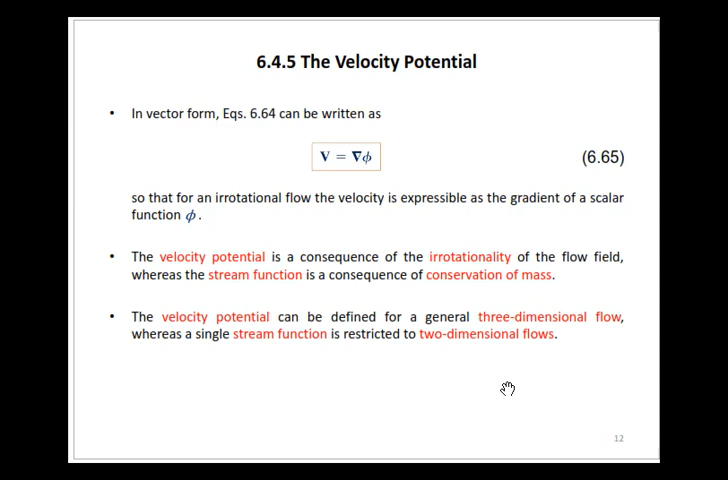 6.4.5 The Velocity Potential
• In vector form, Eqs. 6.64 can be written as
V = ∇ϕ
(6.65)
so that for an irrotational flow the velocity is expressible as the gradient of a scalar
function ϕ .
• The velocity potential is a consequence of the irrotationality of the flow field,
whereas the stream function is a consequence of conservation of mass.
• The velocity potential can be defined for a general three-dimensional flow,
whereas a single stream function is restricted to two-dimensional flows.
12